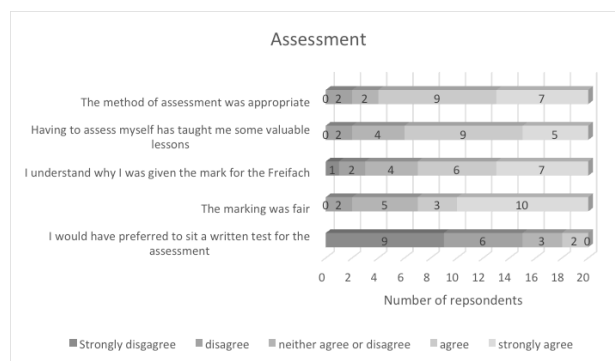 Assessment
The method of assessment was appropriate
0 2 2 9 7
Having to assess myself has taught me some valuable
lessons
0 2 4 9 5
I understand why I was given the mark for the Freifach
1 2 4 6 7
The marking was fair
0 2 5 3 10
I would have preferred to sit a written test for the
assessment
9 6 3 2 0
0 2 4 6 8 10 12 14 16 18 20
Number of repsondents
Strongly disgagree disagree neither agree or disagree agree strongly agree